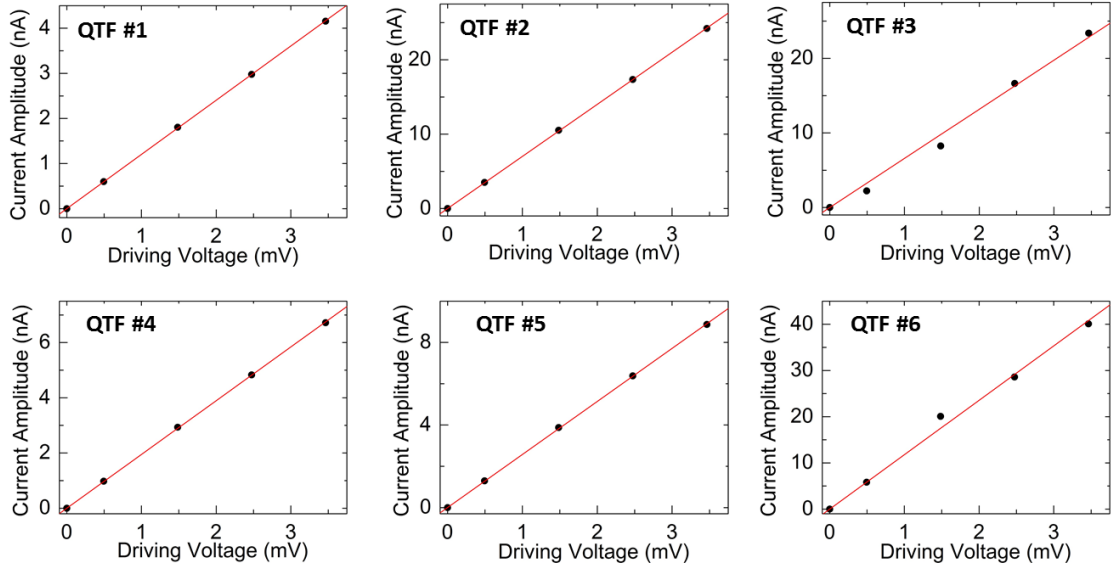 QTF #1
Current Amplitude (nA)
4
3
2
1
0
0 1 2 3
Driving Voltage (mV)
QTF #2
Current Amplitude (nA)
20
10
0
0 1 2 3
Driving Voltage (mV)
QTF #3
Current Amplitude (nA)
20
10
0
0 1 2 3
Driving Voltage (mV)
QTF #4
Current Amplitude (nA)
6
4
2
0
0 1 2 3
Driving Voltage (mV)
QTF #5
Current Amplitude (nA)
8
4
0
0 1 2 3
Driving Voltage (mV)
QTF #6
Current Amplitude (nA)
40
30
20
10
0
0 1 2 3
Driving Voltage (mV)